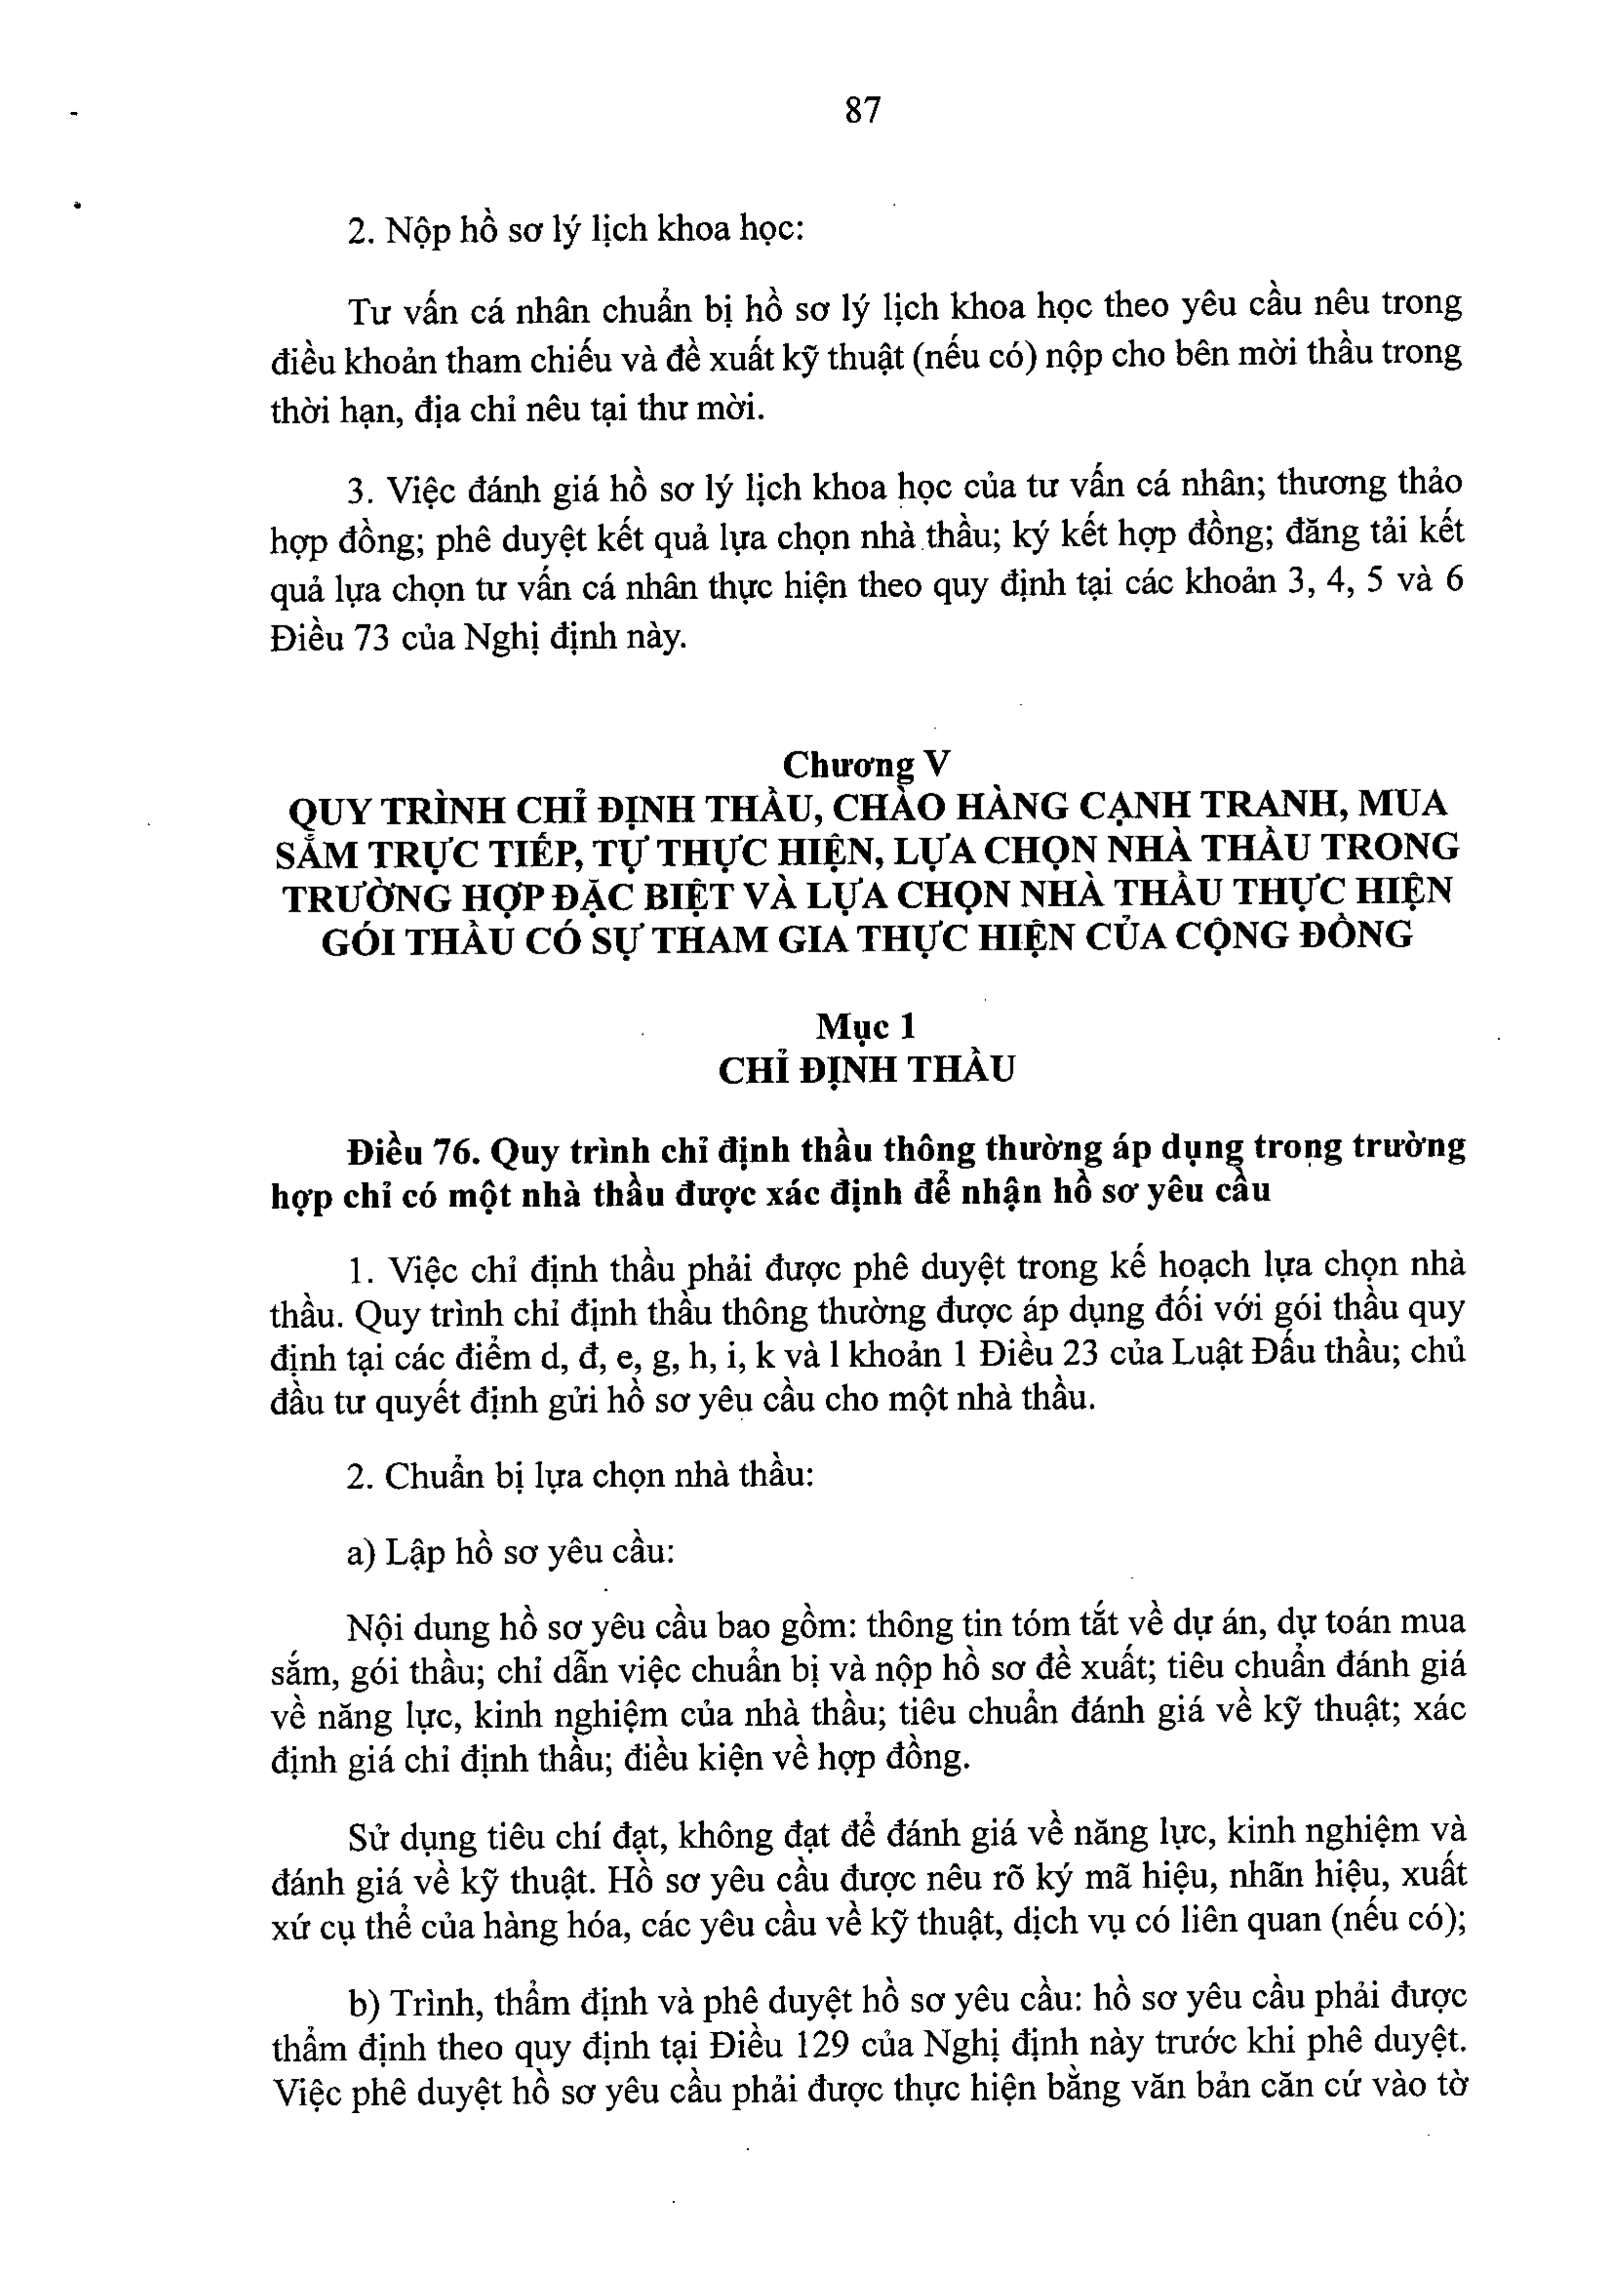 87
2. Nộp hồ sơ lý lịch khoa học:
Tư vấn cá nhân chuẩn bị hồ sơ lý lịch khoa học theo yêu cầu nêu trong
điều khoản tham chiếu và đề xuất kỹ thuật (nếu có) nộp cho bên mời thầu trong
thời hạn, địa chỉ nêu tại thư mời.
3. Việc đánh giá hồ sơ lý lịch khoa học của tư vấn cá nhân; thương thảo
hợp đồng; phê duyệt kết quả lựa chọn nhà thầu; ký kết hợp đồng; đăng tải kết
quả lựa chọn tư vấn cá nhân thực hiện theo quy định tại các khoản 3, 4, 5 và 6
Điều 73 của Nghị định này.
Chương V
QUY TRÌNH CHỈ ĐỊNH THẦU, CHÀO HÀNG CẠNH TRANH, MUA
SẮM TRỰC TIẾP, TỰ THỰC HIỆN, LỰA CHỌN NHÀ THẦU TRONG
TRƯỜNG HỢP ĐẶC BIỆT VÀ LỰA CHỌN NHÀ THẦU THỰC HIỆN
GÓI THẦU CÓ SỰ THAM GIA THỰC HIỆN CỦA CỘNG ĐỒNG
Mục 1
CHỈ ĐỊNH THẦU
Điều 76. Quy trình chỉ định thầu thông thường áp dụng trong trường
hợp chỉ có một nhà thầu được xác định để nhận hồ sơ yêu cầu
1. Việc chỉ định thầu phải được phê duyệt trong kế hoạch lựa chọn nhà
thầu. Quy trình chỉ định thầu thông thường được áp dụng đối với gói thầu quy
định tại các điểm d, đ, e, g, h, i, k và l khoản 1 Điều 23 của Luật Đấu thầu; chủ
đầu tư quyết định gửi hồ sơ yêu cầu cho một nhà thầu.
2. Chuẩn bị lựa chọn nhà thầu:
a) Lập hồ sơ yêu cầu:
Nội dung hồ sơ yêu cầu bao gồm: thông tin tóm tắt về dự án, dự toán mua
sắm, gói thầu; chỉ dẫn việc chuẩn bị và nộp hồ sơ đề xuất; tiêu chuẩn đánh giá
về năng lực, kinh nghiệm của nhà thầu; tiêu chuẩn đánh giá về kỹ thuật; xác
định giá chỉ định thầu; điều kiện về hợp đồng.
Sử dụng tiêu chí đạt, không đạt để đánh giá về năng lực, kinh nghiệm và
đánh giá về kỹ thuật. Hồ sơ yêu cầu được nêu rõ ký mã hiệu, nhãn hiệu, xuất
xứ cụ thể của hàng hóa, các yêu cầu về kỹ thuật, dịch vụ có liên quan (nếu có);
b) Trình, thẩm định và phê duyệt hồ sơ yêu cầu: hồ sơ yêu cầu phải được
thẩm định theo quy định tại Điều 129 của Nghị định này trước khi phê duyệt.
Việc phê duyệt hồ sơ yêu cầu phải được thực hiện bằng văn bản căn cứ vào tờ